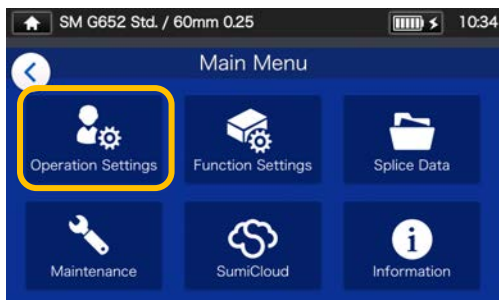 SM G652 Std. / 60mm 0.25 10:34
Main Menu
Operation Settings Function Settings Splice Data
Maintenance SumiCloud Information